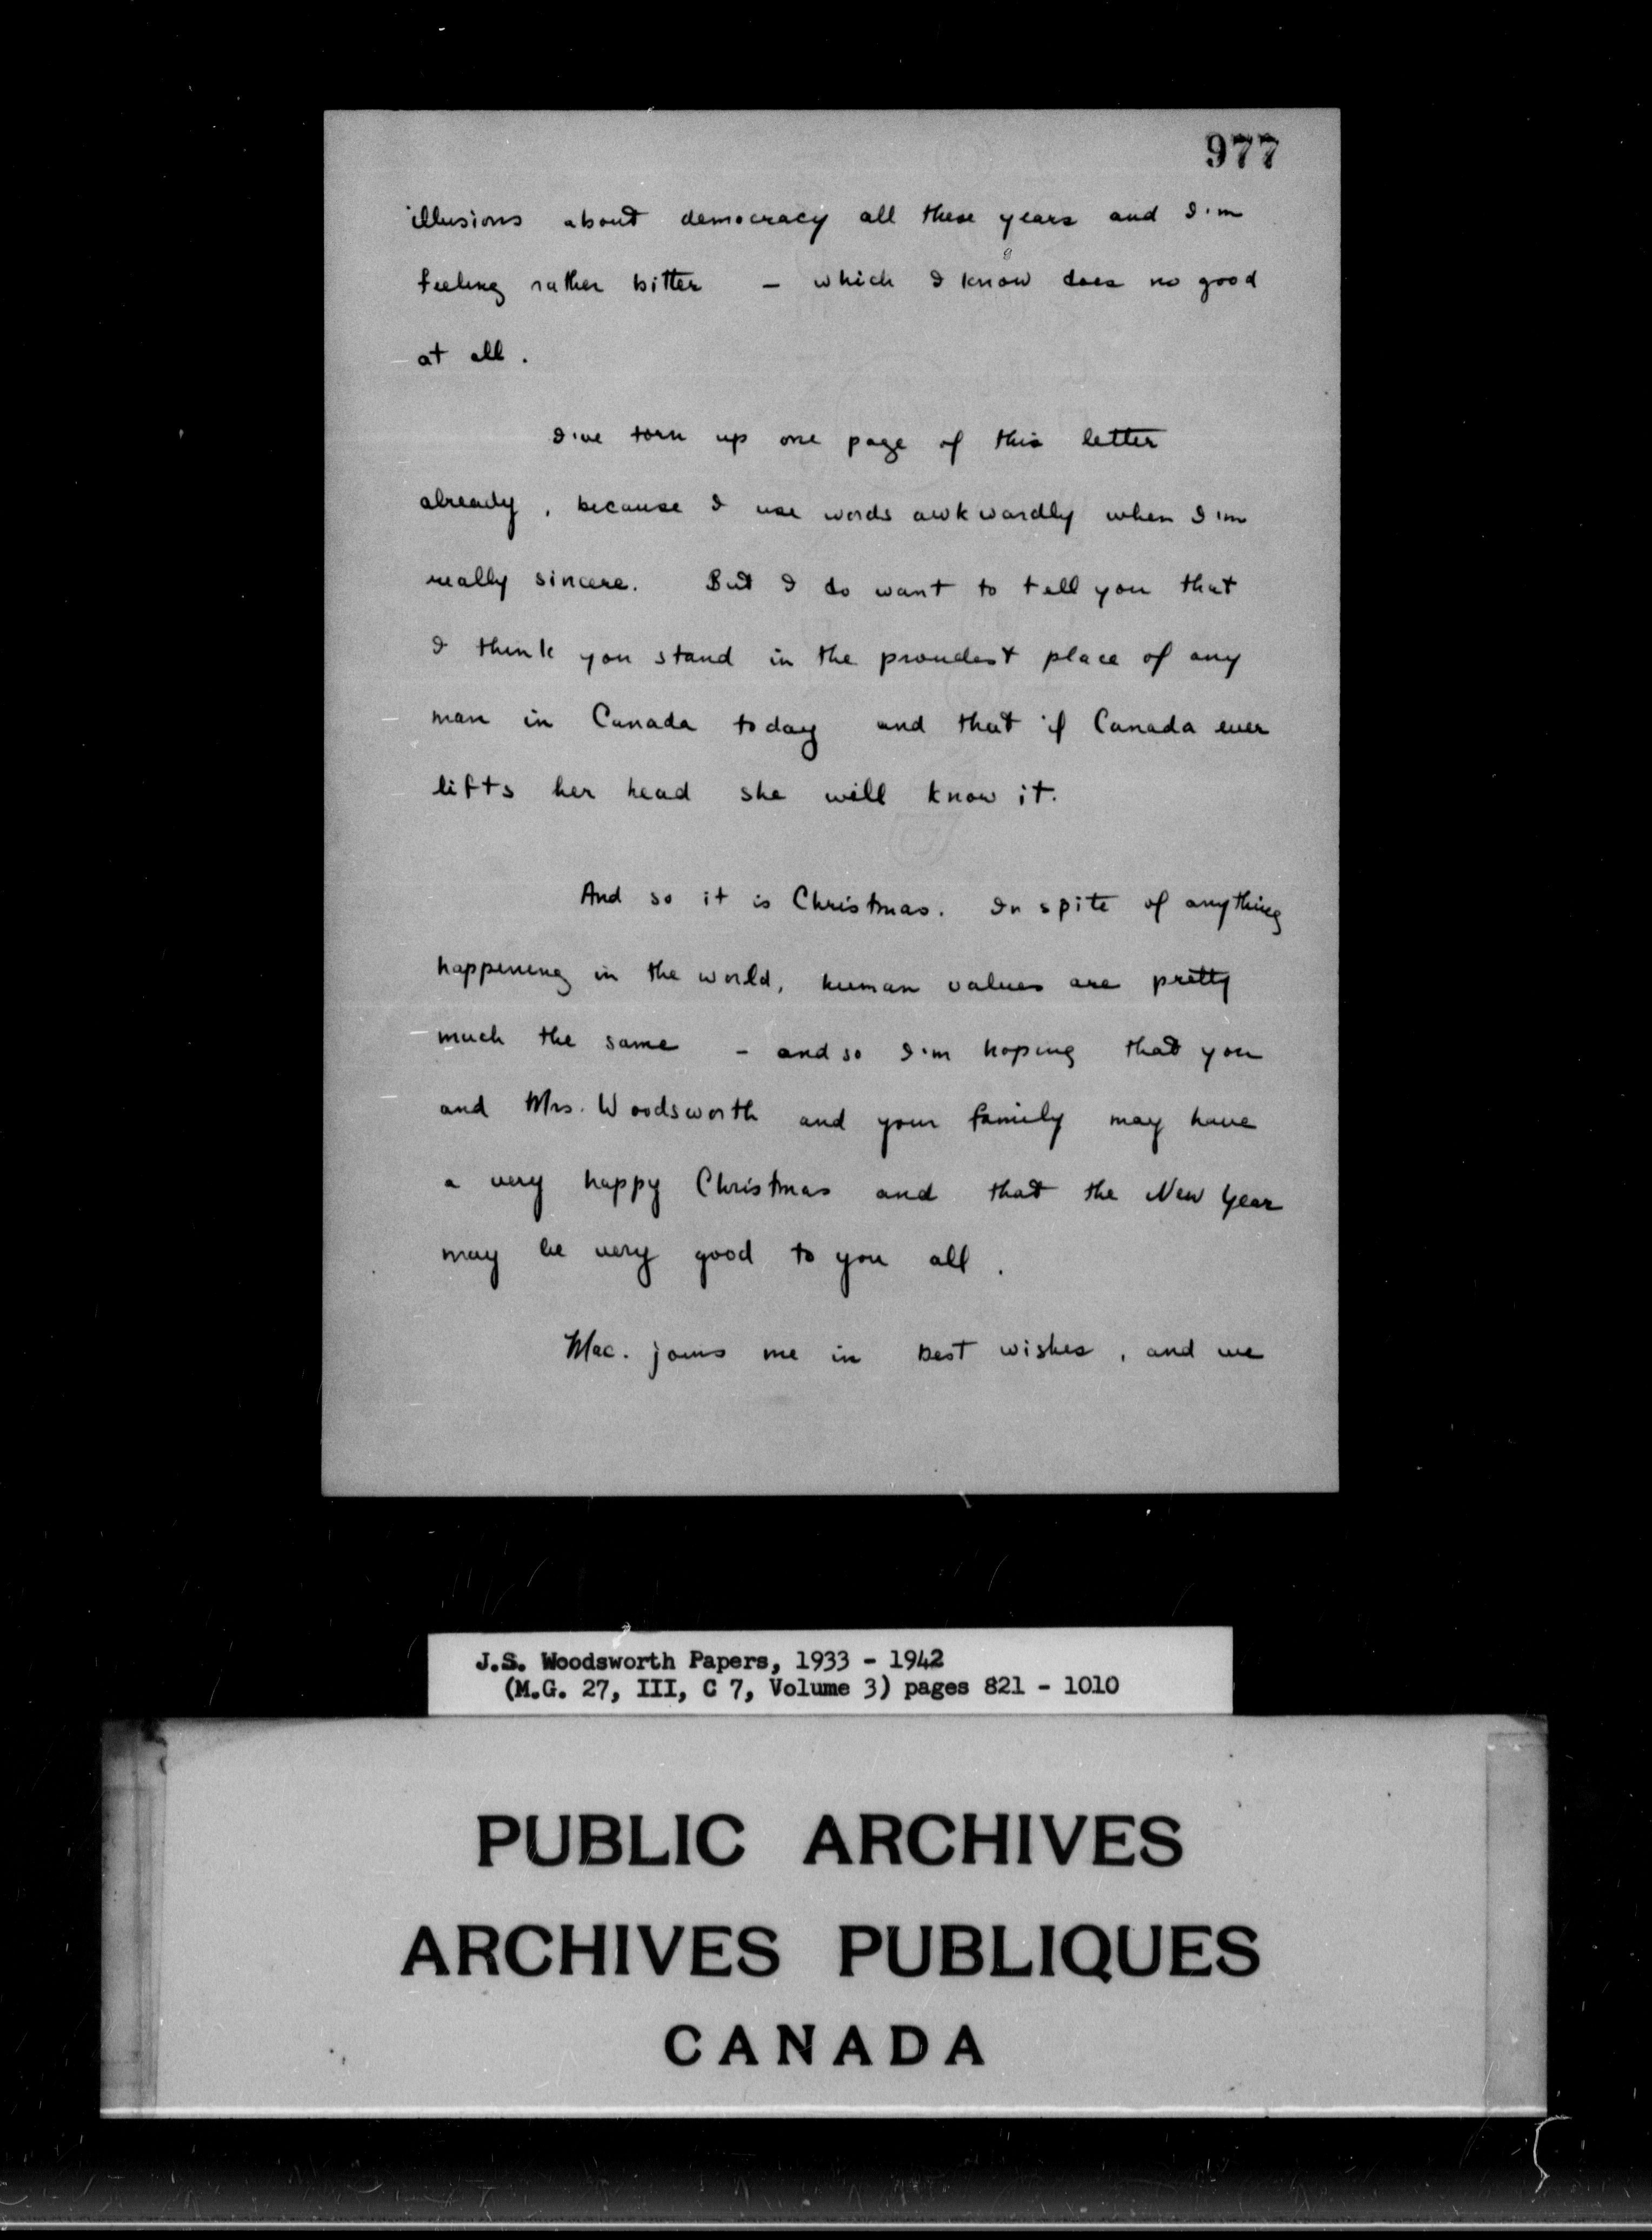 977
illusions about democracy all these years and I'm
feeling rather bitter - which I know does no good
at all.
I've torn up one page of this letter
already, because I use words awkwardly when I'm
really sincere. But I do want to tell you that
I think you stand in the proudest place of any
man in Canada today and that if Canada ever
lifts her head she will know it.
And so it is Christmas. In spite of anything
happening in the world, human values are pretty
much the same - and so I'm hoping that you
and Mrs. Woodsworth and your family may have
a very happy Christmas and that the New Year
may be very good to you all.
Mac. joins me in best wishes, and we
J.S. Woodsworth Papers, 1933 - 1942
(M.G. 27, III, C 7, Volume 3) pages 821 - 1010
PUBLIC ARCHIVES
ARCHIVES PUBLIQUES
CANADA